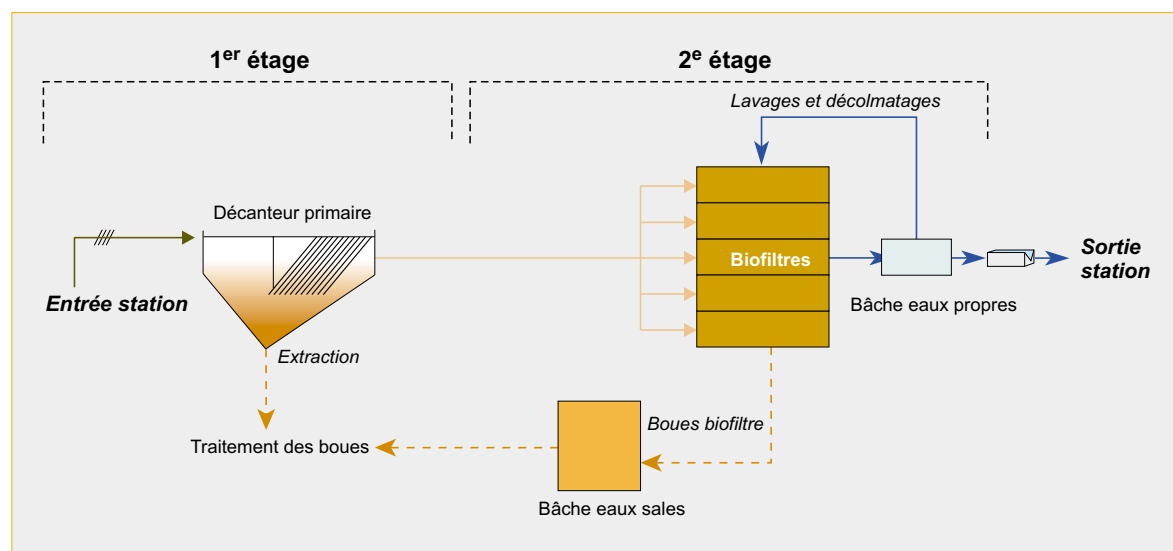 1er étage
2e étage
Lavages et décolmatages
Décanteur primaire
Biofiltres
Sortie
station
Entrée station
Bâche eaux propres
Extraction
Boues biofiltre
Traitement des boues
Bâche eaux sales